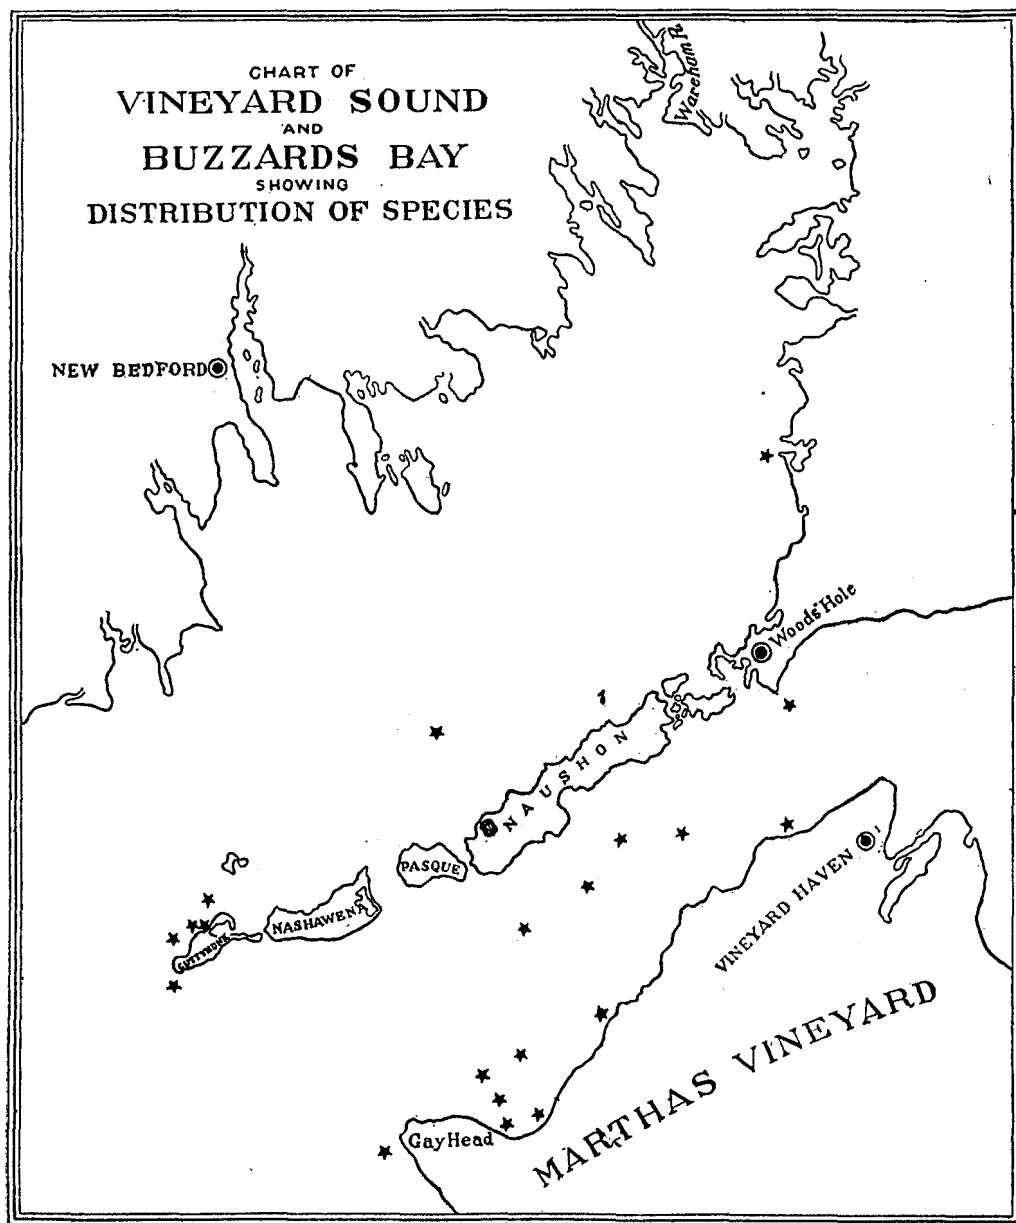 CHART OF
VINEYARD SOUND
AND
BUZZARDS BAY
SHOWING
DISTRIBUTION OF SPECIES
Wareham R.
NEW BEDFORD
Woods Hole
NAUSHON
PASQUE
NASHAWENA
CUTTYHUNK
VINEYARD HAVEN
MARTHAS VINEYARD
Gay Head